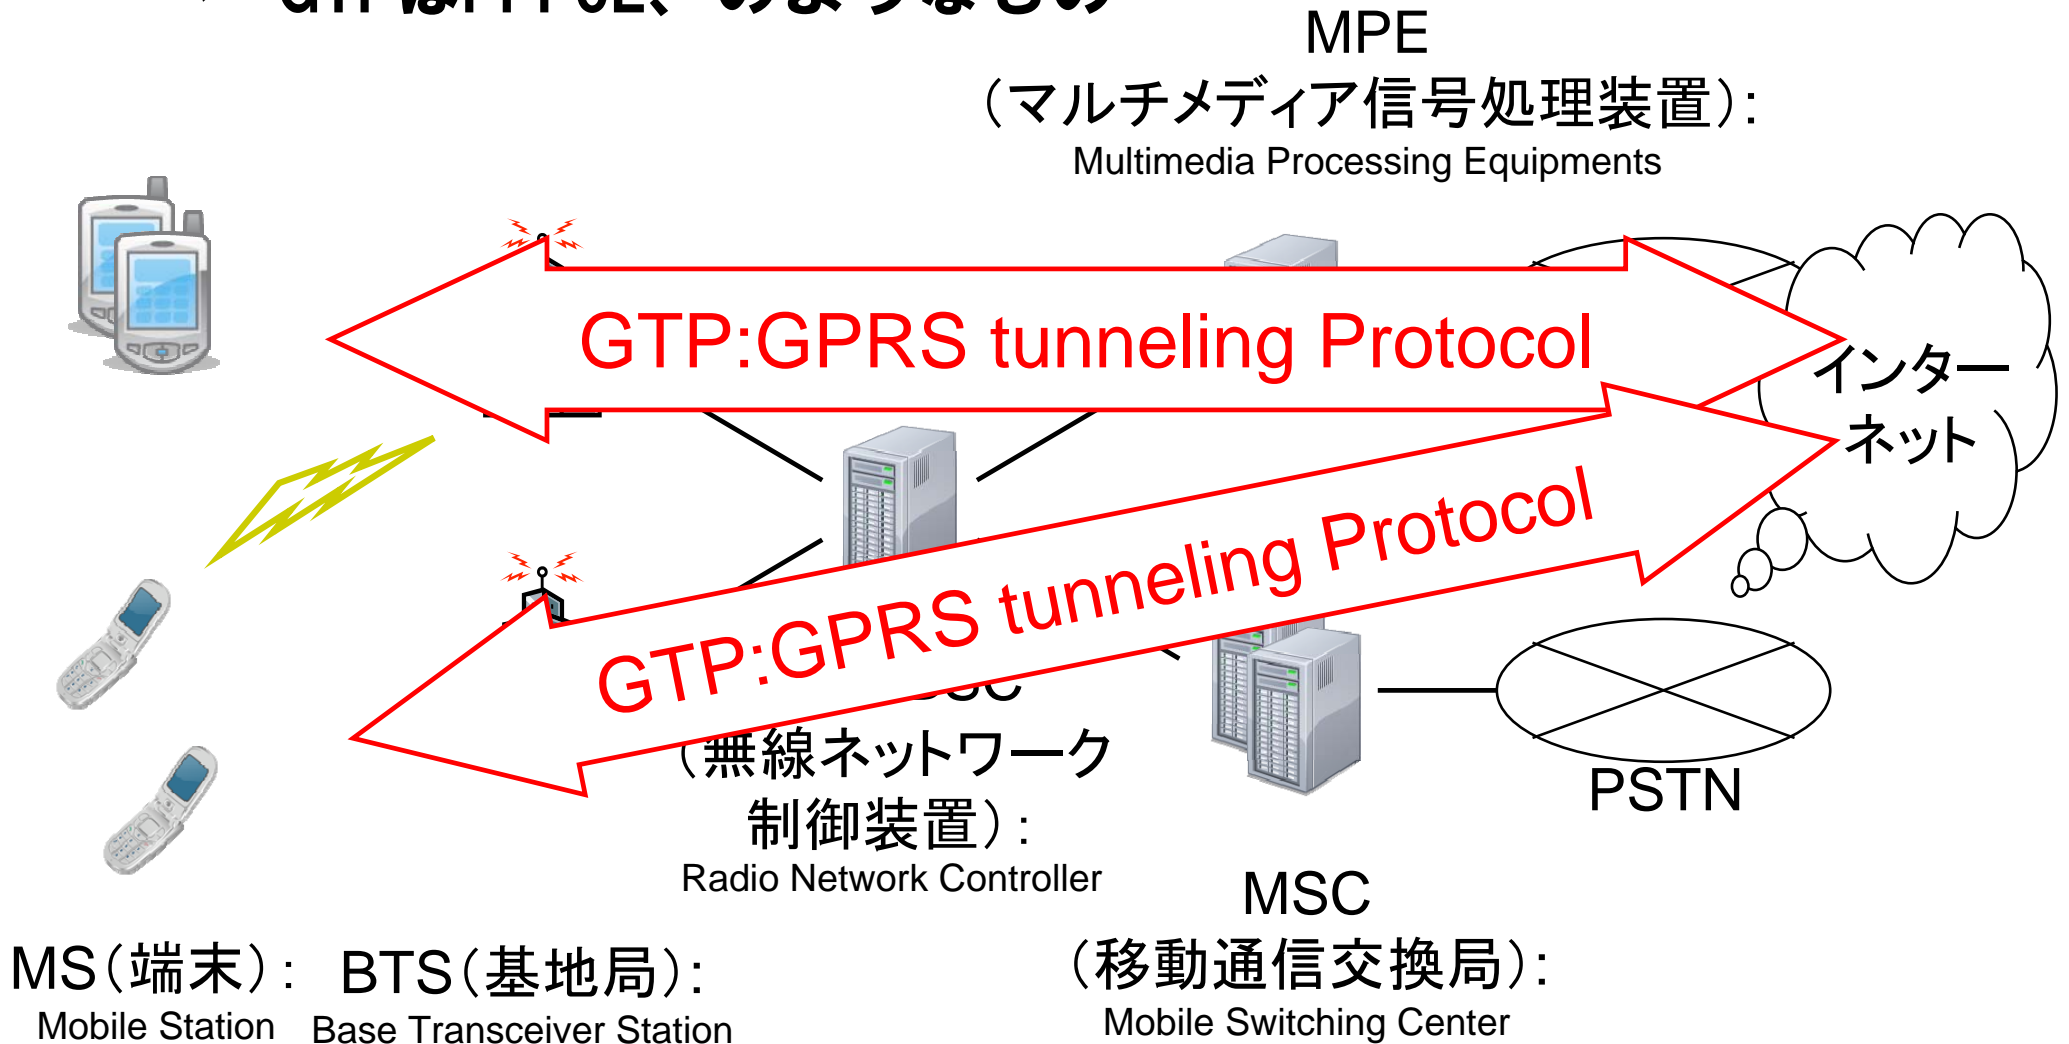 MPE
（マルチメディア信号処理装置）：
Multimedia Processing Equipments
GTP:GPRS tunneling Protocol
インター
ネット
GTP:GPRS tunneling Protocol
（無線ネットワーク
制御装置）：
Radio Network Controller
PSTN
MSC
（移動通信交換局）：
Mobile Switching Center
MS（端末）：
Mobile Station
BTS（基地局）：
Base Transceiver Station